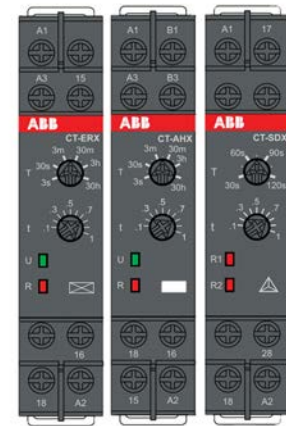 A1
A3 15
ABB
CT-ERX
3m 30m
30s 3h
T
3s 30h
.3 .5 .7
t .1 1
U
R
16
18 A2
A1 B1
A3 B3
ABB
CT-AHX
3m 30m
30s 3h
T
3s 30h
.3 .5 .7
t .1 1
U
R
18 16
15 A2
A1 17
ABB
CT-SDX
60s 90s
T
30s 120s
.3 .5 .7
t .1 1
R1
R2
28
18 A2